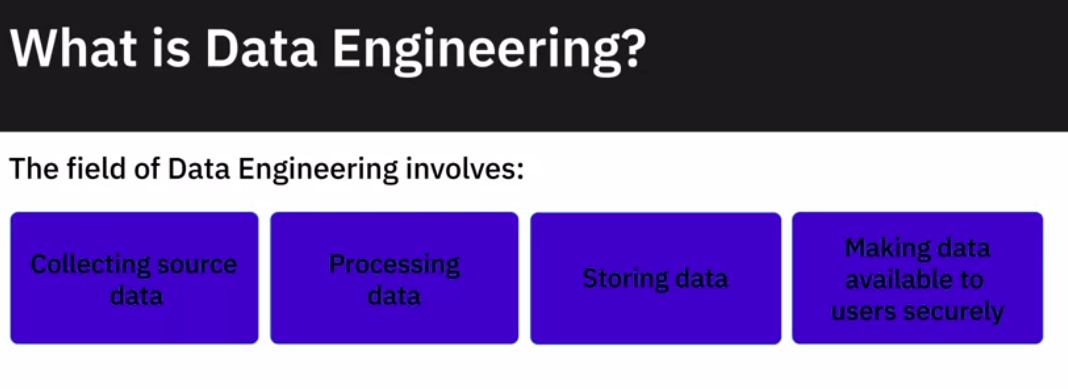 What is Data Engineering?
The field of Data Engineering involves:
Collecting source
data
Processing
data
Storing data
Making data
available to
users securely